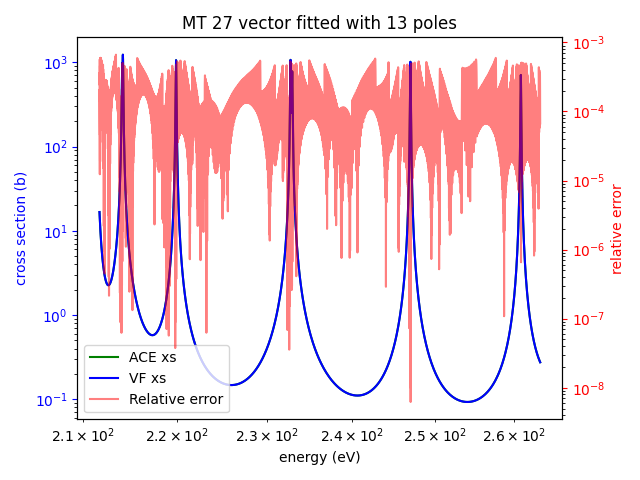 MT 27 vector fitted with 13 poles
cross section (b)
10³
10²
10¹
10⁰
10⁻¹
10⁻³
10⁻⁴
10⁻⁵
10⁻⁶
10⁻⁷
10⁻⁸
relative error
ACE xs
VF xs
Relative error
2.1 × 10² 2.2 × 10² 2.3 × 10² 2.4 × 10² 2.5 × 10² 2.6 × 10²
energy (eV)